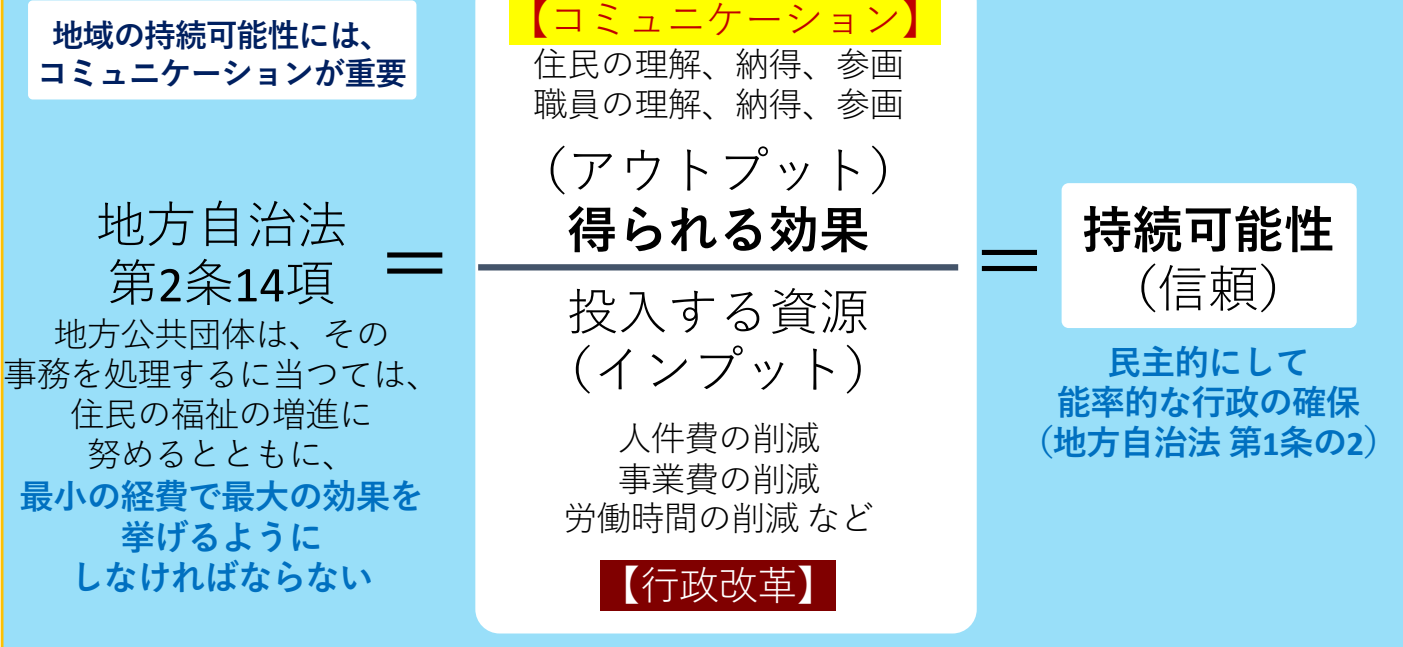 地域の持続可能性には、
コミュニケーションが重要
地方自治法
第2条14項
地方公共団体は、その
事務を処理するに当つては、
住民の福祉の増進に
努めるとともに、
最小の経費で最大の効果を
挙げるように
しなければならない
＝
【コミュニケーション】
住民の理解、納得、参画
職員の理解、納得、参画
（アウトプット）
得られる効果
投入する資源
（インプット）
人件費の削減
事業費の削減
労働時間の削減 など
【行政改革】
＝
持続可能性
（信頼）
民主的にして
能率的な行政の確保
（地方自治法 第1条の2）